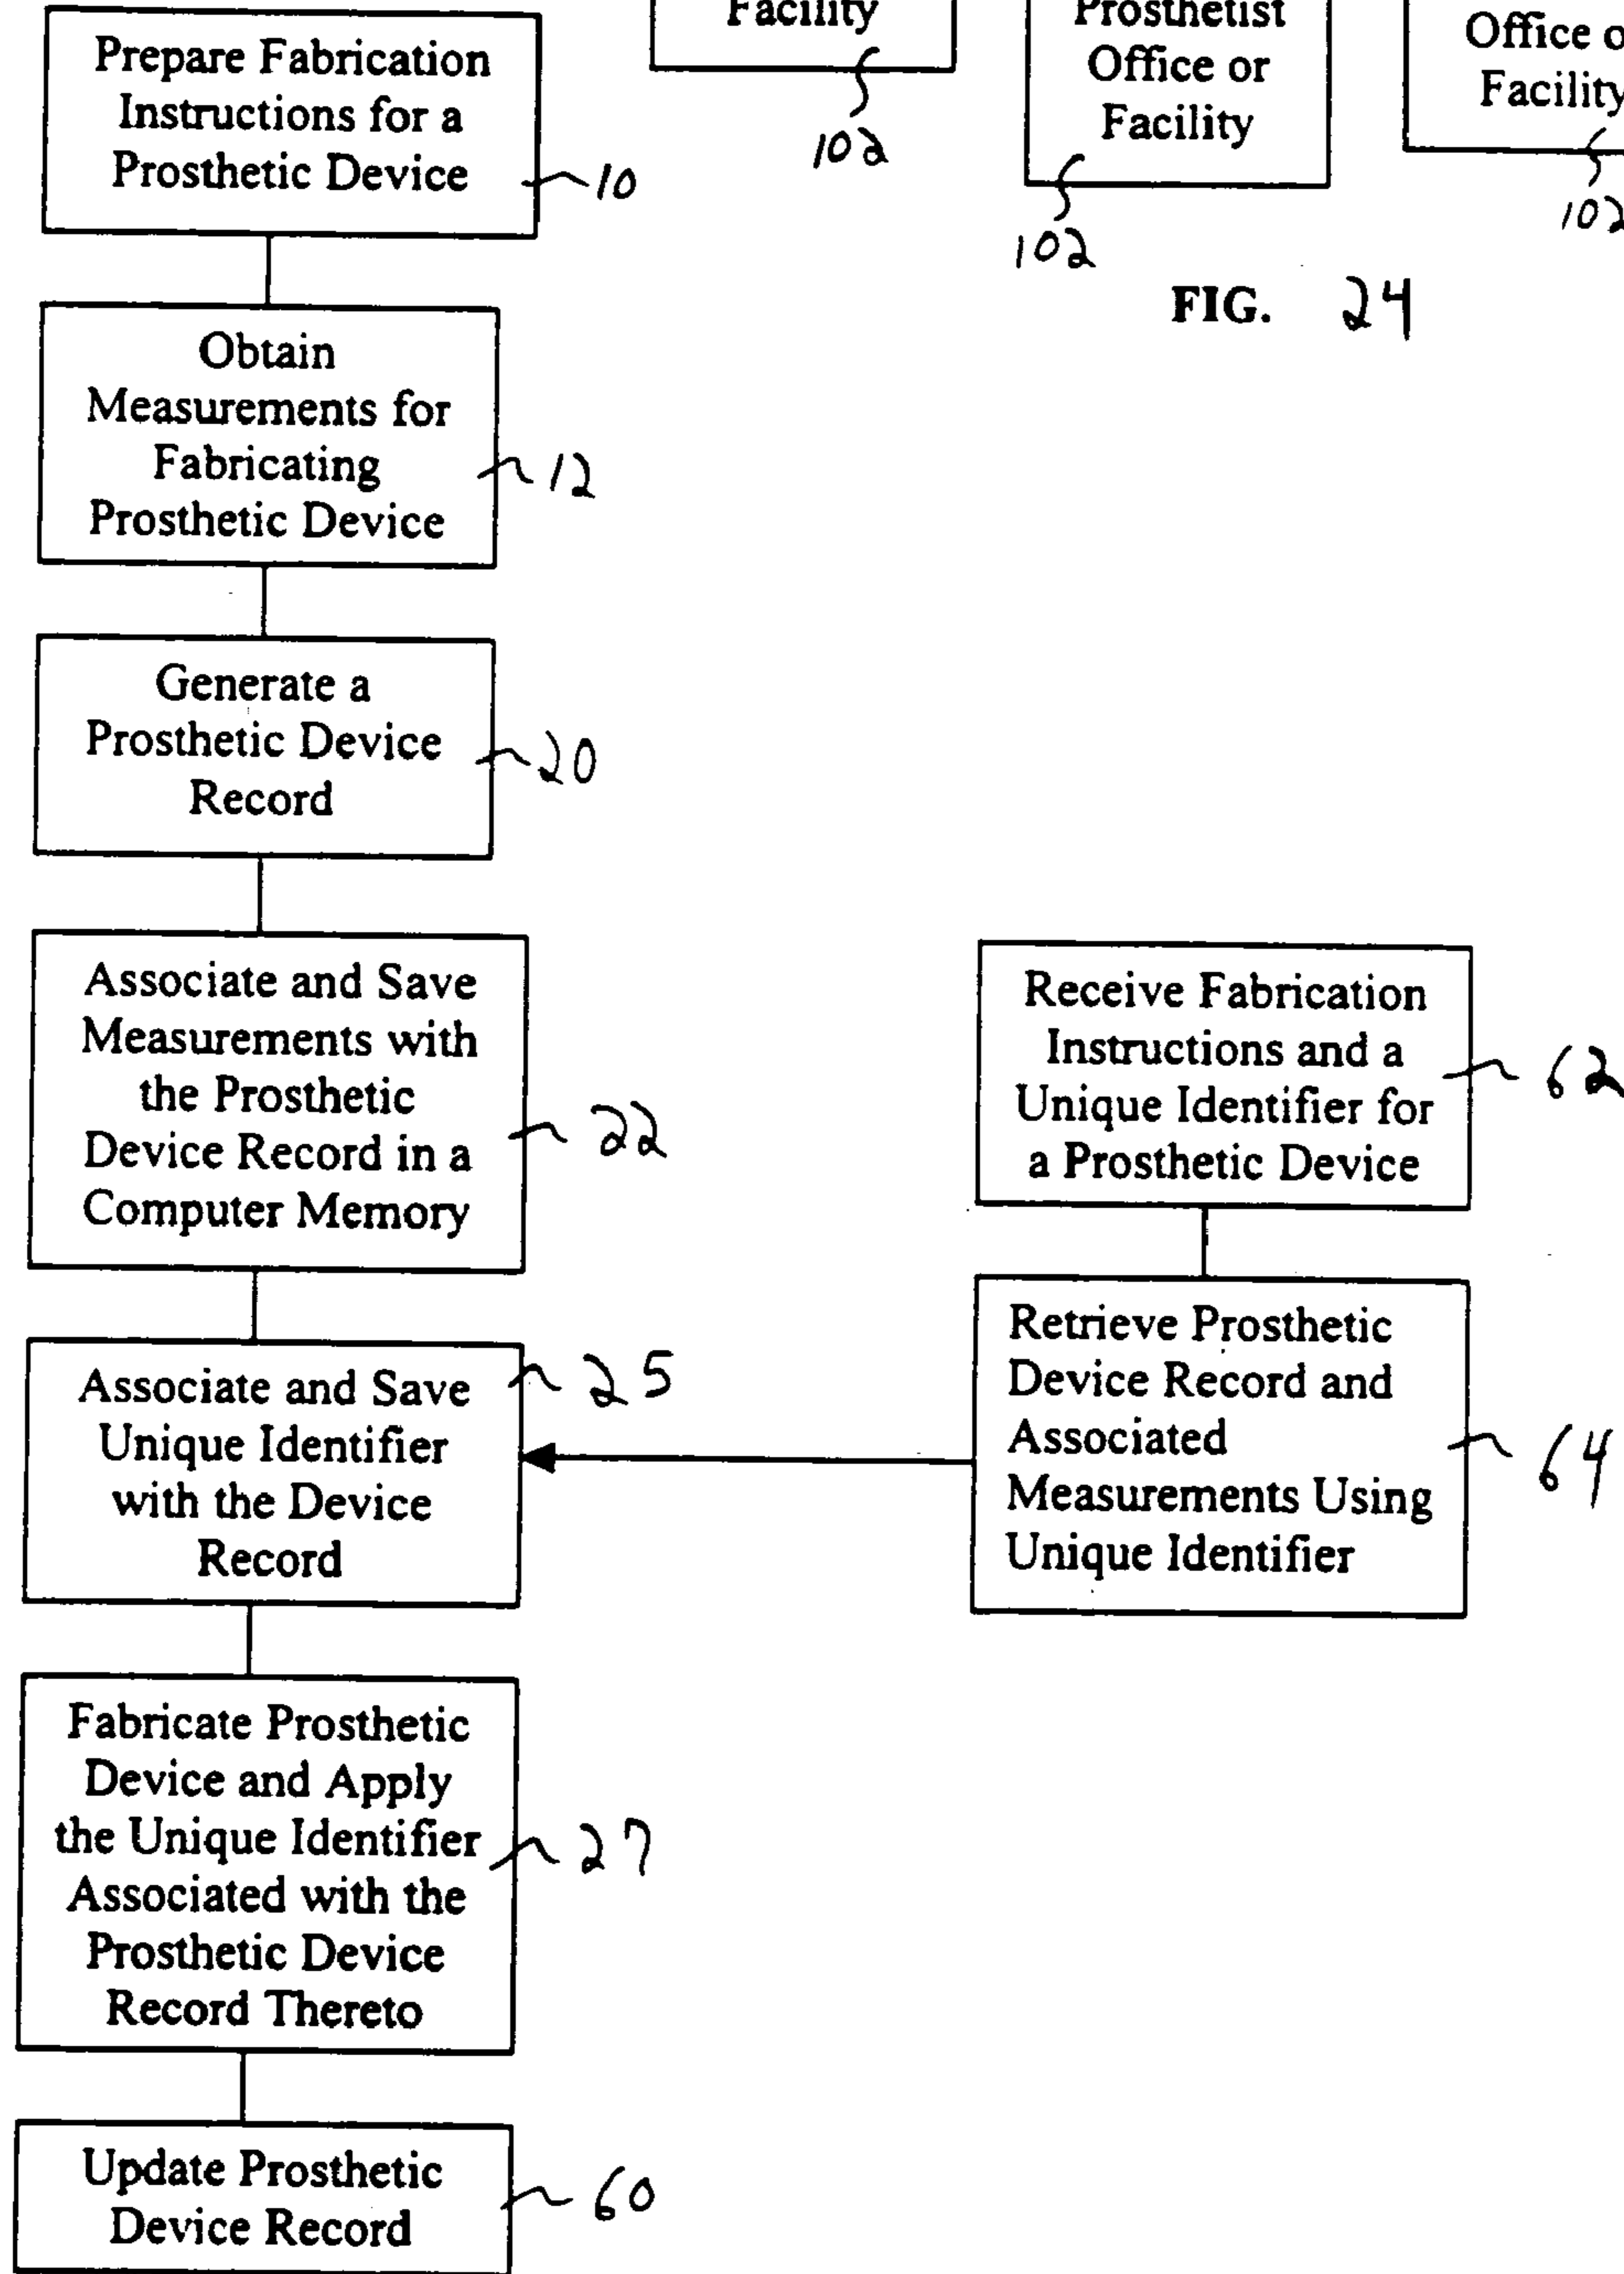 Facility
102
Prosthetist
Office or
Facility
102
Office o
Facility
102
FIG. 24
Prepare Fabrication
Instructions for a
Prosthetic Device
10
Obtain
Measurements for
Fabricating
Prosthetic Device
12
Generate a
Prosthetic Device
Record
20
Associate and Save
Measurements with
the Prosthetic
Device Record in a
Computer Memory
22
Associate and Save
Unique Identifier
with the Device
Record
25
Receive Fabrication
Instructions and a
Unique Identifier for
a Prosthetic Device
62
Retrieve Prosthetic
Device Record and
Associated
Measurements Using
Unique Identifier
64
Fabricate Prosthetic
Device and Apply
the Unique Identifier
Associated with the
Prosthetic Device
Record Thereto
27
Update Prosthetic
Device Record
60